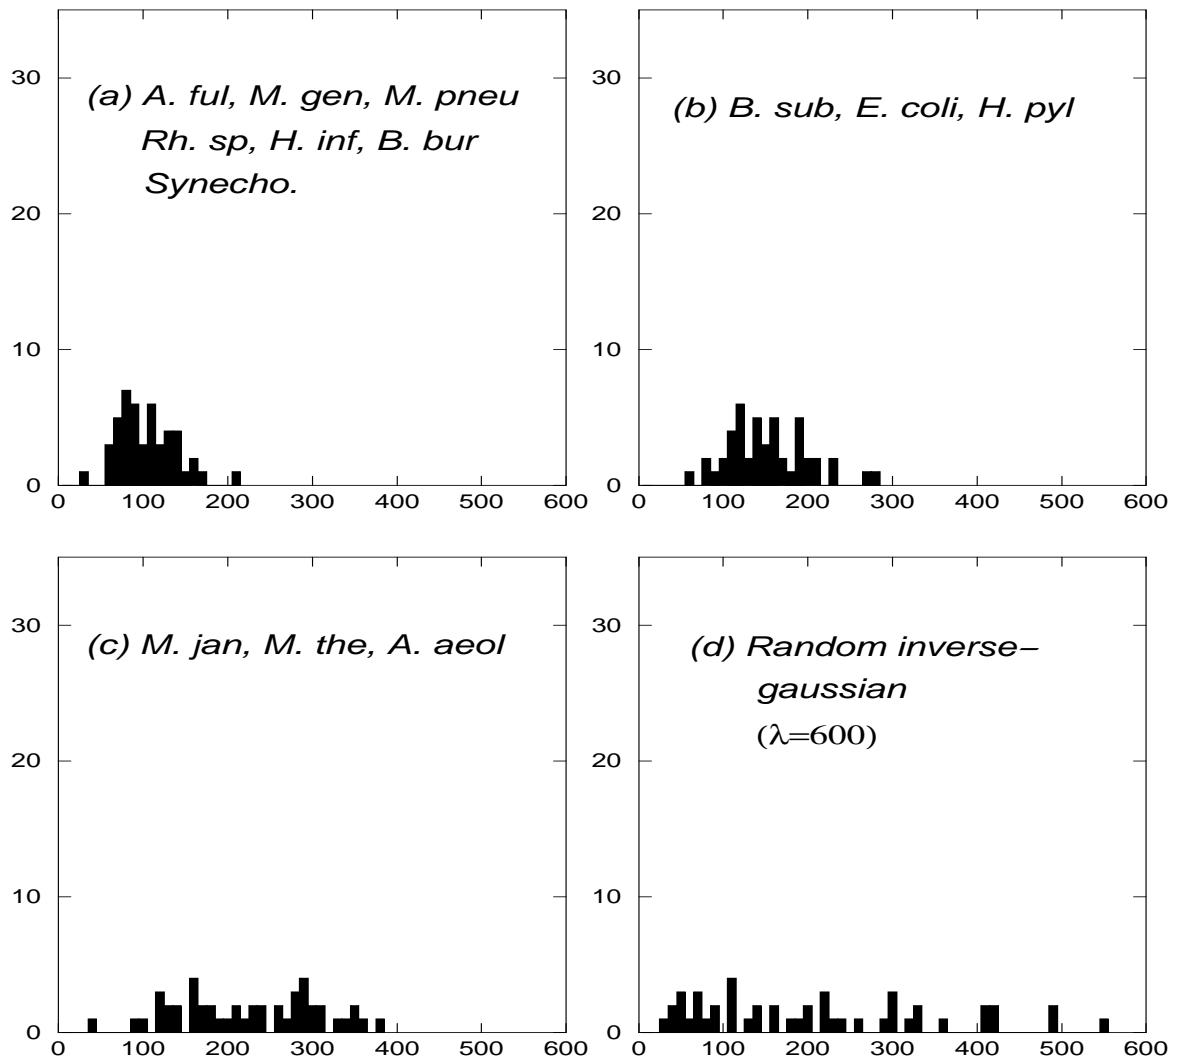 30
20
10
0
0 100 200 300 400 500 600
(a) A. ful, M. gen, M. pneu
Rh. sp, H. inf, B. bur
Synecho.
30
20
10
0
0 100 200 300 400 500 600
(b) B. sub, E. coli, H. pyl
30
20
10
0
0 100 200 300 400 500 600
(c) M. jan, M. the, A. aeol
30
20
10
0
0 100 200 300 400 500 600
(d) Random inverse−
gaussian
(λ=600)